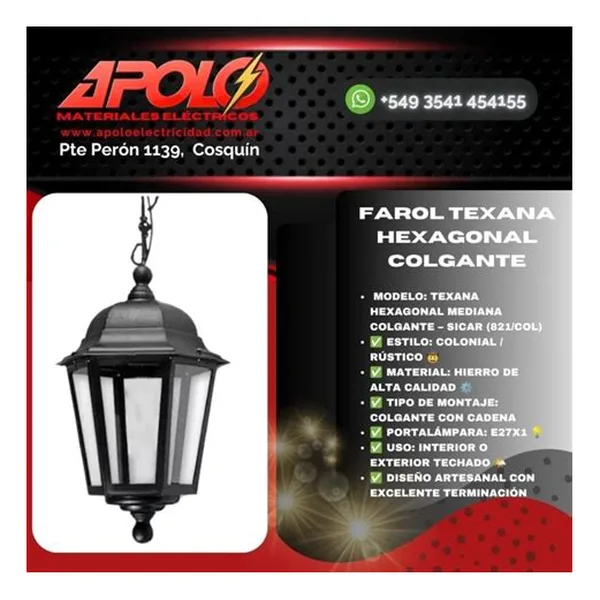 APOLO
MATERIALES ELÉCTRICOS
www.apoloelectricidad.com.ar
Pte Perón 1139, Cosquín
+549 3541 454155
FAROL TEXANA
HEXAGONAL
COLGANTE
• MODELO: TEXANA
HEXAGONAL MEDIANA
COLGANTE – SICAR (821/COL)
• ✅ ESTILO: COLONIAL /
RÚSTICO 🤠
• ✅ MATERIAL: HIERRO DE
ALTA CALIDAD ⚙️
• ✅ TIPO DE MONTAJE:
COLGANTE CON CADENA
• ✅ PORTALÁMPARA: E27X1 💡
• ✅ USO: INTERIOR O
EXTERIOR TECHADO 🌤️
• ✅ DISEÑO ARTESANAL CON
EXCELENTE TERMINACIÓN